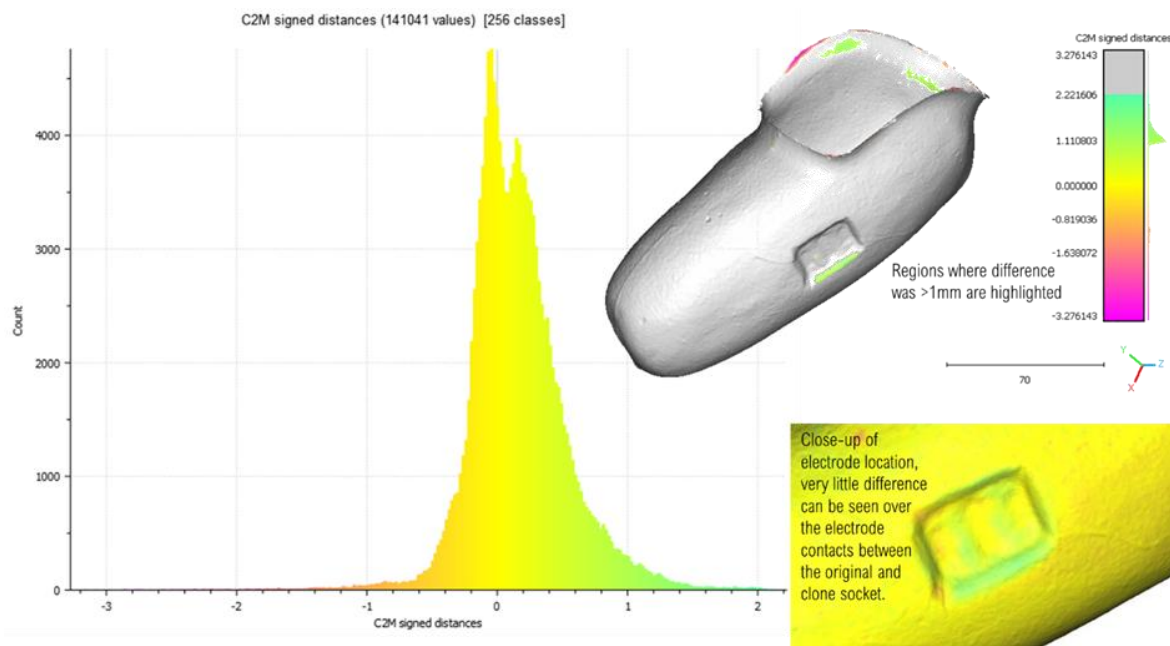 C2M signed distances (141041 values) [256 classes]
C2M signed distances
3.276143
2.221606
1.110803
0.000000
-0.819036
-1.638072
-3.276143
Count
4000
3000
2000
1000
0
-3
-2
-1
0
1
2
C2M signed distances
Regions where difference
was >1mm are highlighted
70
Y
Z
X
Close-up of
electrode location,
very little difference
can be seen over
the electrode
contacts between
the original and
clone socket.